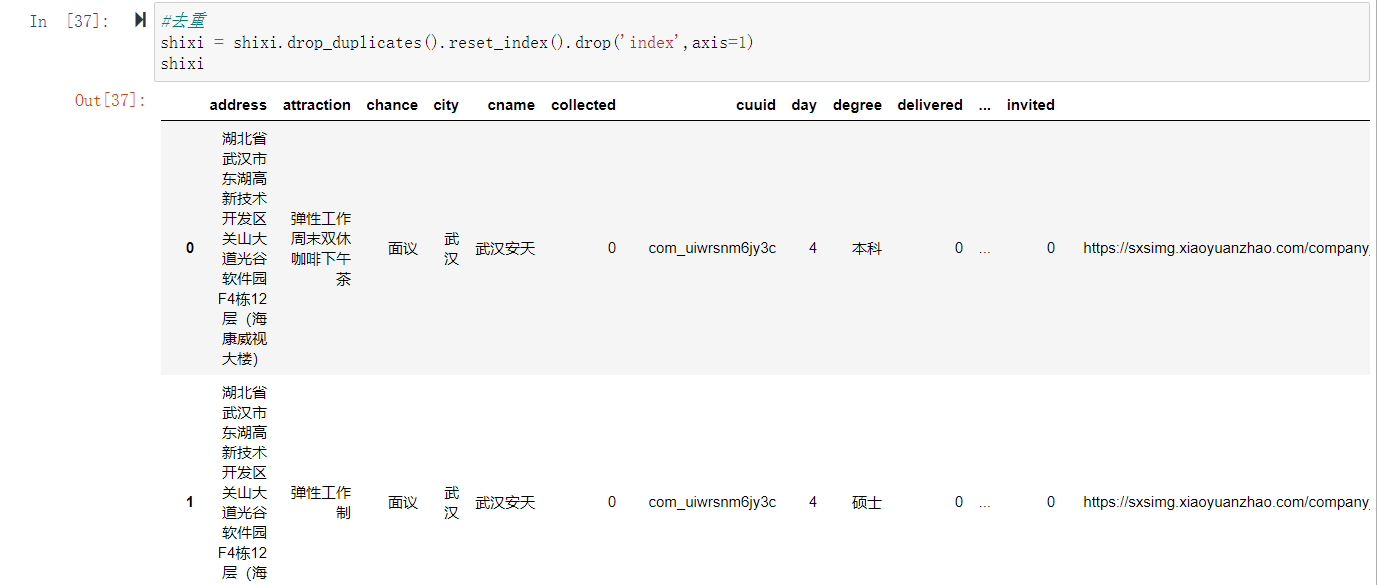 In [37]:
#去重
shixi = shixi.drop_duplicates().reset_index().drop('index',axis=1)
shixi
Out[37]:
address attraction chance city cname collected cuuid day degree delivered ... invited
湖北省
武汉市
东湖高
新技术
开发区
关山大
道光谷
软件园
F4栋12
层（海
康威视
大楼)
弹性工作
周末双休
咖啡下午
茶
0 面议 武汉 武汉安天 0 com_uiwrsnm6jy3c 4 本科 0 ... 0 https://sxsimg.xiaoyuanzhao.com/company_
湖北省
武汉市
东湖高
新技术
开发区
关山大
道光谷
软件园
F4栋12
层（海
弹性工作
制
1 面议 武汉 武汉安天 0 com_uiwrsnm6jy3c 4 硕士 0 ... 0 https://sxsimg.xiaoyuanzhao.com/company_